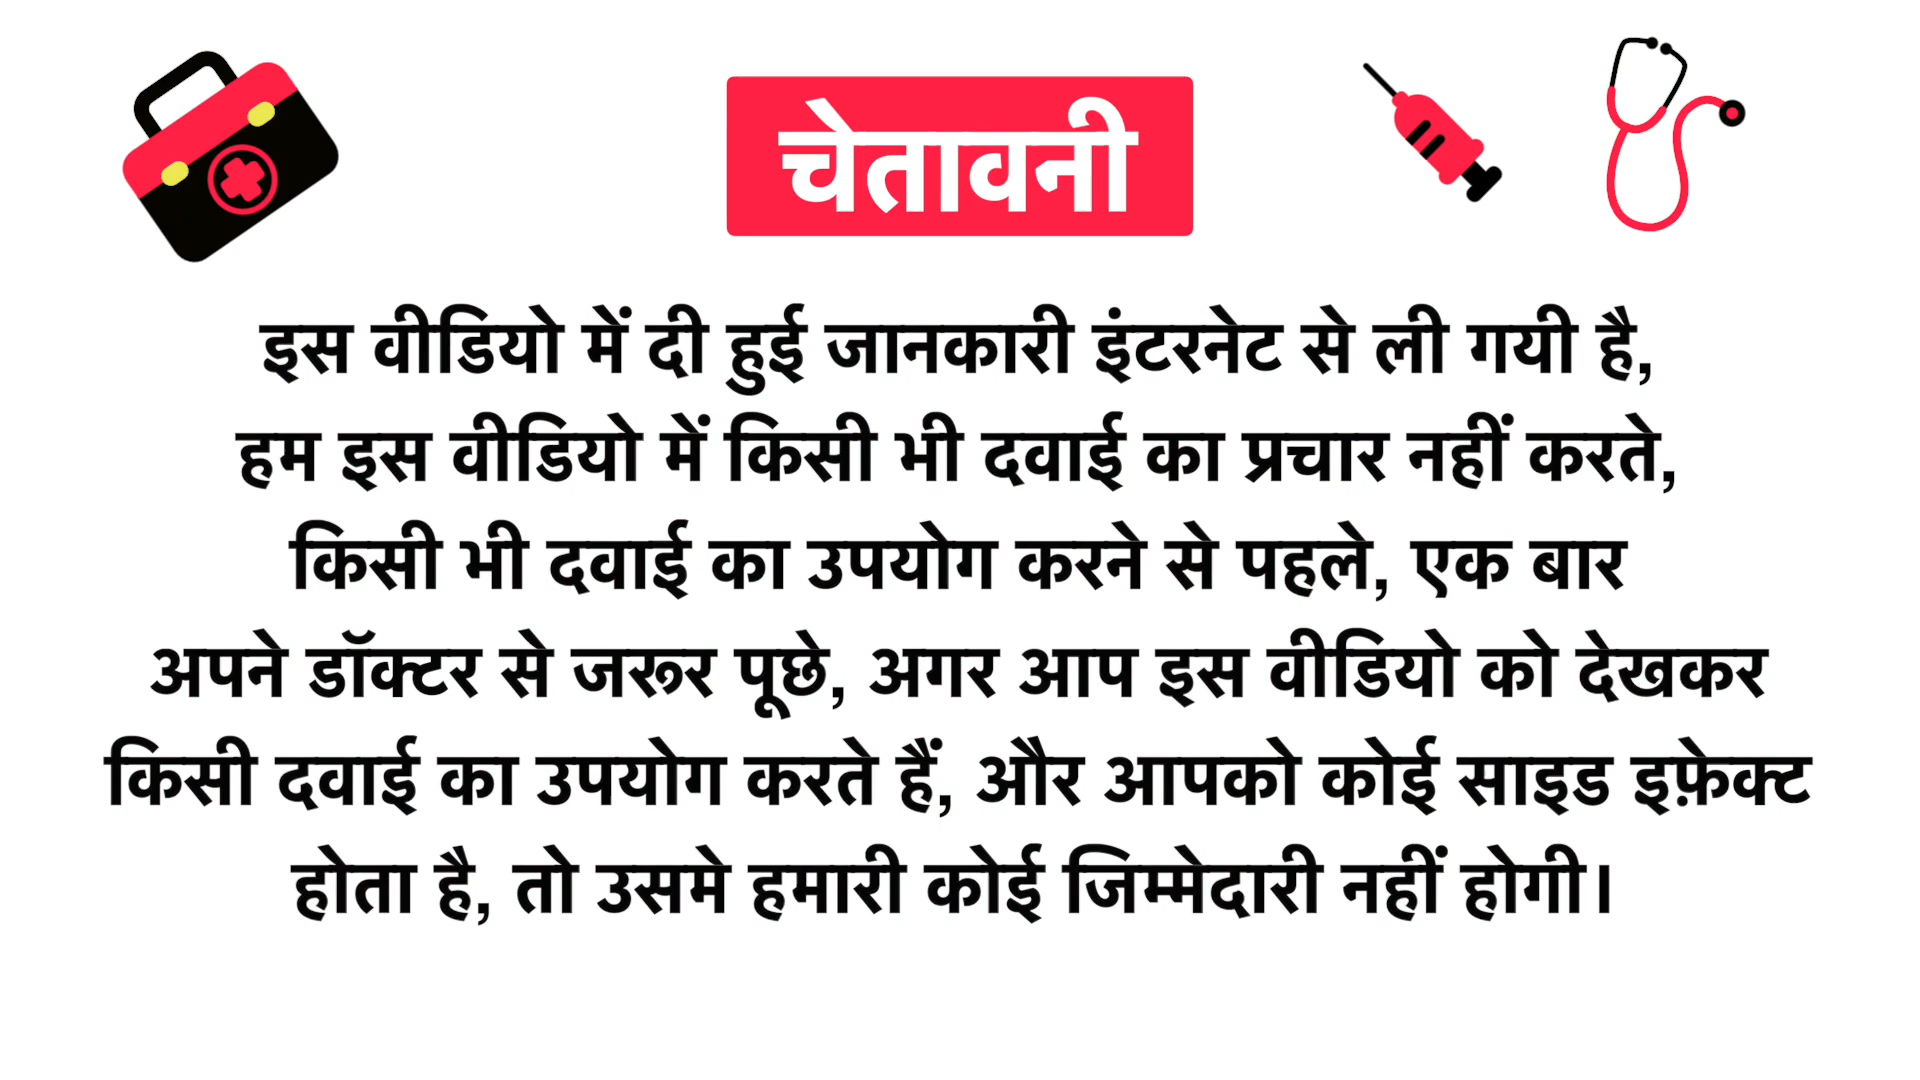 चेतावनी
इस वीडियो में दी हुई जानकारी इंटरनेट से ली गयी है,
हम इस वीडियो में किसी भी दवाई का प्रचार नहीं करते,
किसी भी दवाई का उपयोग करने से पहले, एक बार
अपने डॉक्टर से जरूर पूछे, अगर आप इस वीडियो को देखकर
किसी दवाई का उपयोग करते हैं, और आपको कोई साइड इफ़ेक्ट
होता है, तो उसमे हमारी कोई जिम्मेदारी नहीं होगी।